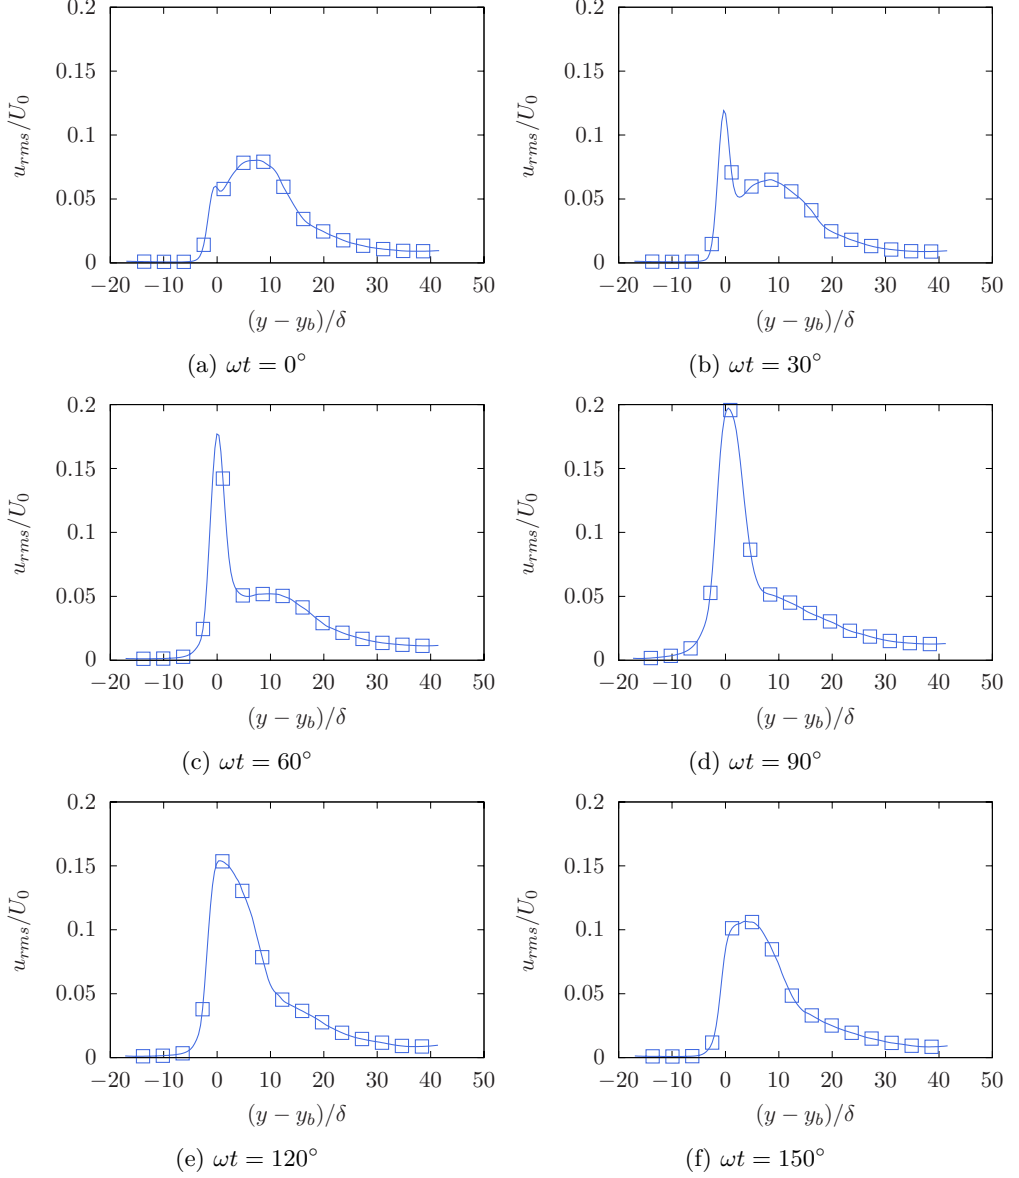 0.2
0.15
0.1
0.05
0
u_{rms}/U_0
−20 −10 0 10 20 30 40 50
(y − y_b)/δ
(a) ωt = 0°
0.2
0.15
0.1
0.05
0
u_{rms}/U_0
−20 −10 0 10 20 30 40 50
(y − y_b)/δ
(b) ωt = 30°
0.2
0.15
0.1
0.05
0
u_{rms}/U_0
−20 −10 0 10 20 30 40 50
(y − y_b)/δ
(c) ωt = 60°
0.2
0.15
0.1
0.05
0
u_{rms}/U_0
−20 −10 0 10 20 30 40 50
(y − y_b)/δ
(d) ωt = 90°
0.2
0.15
0.1
0.05
0
u_{rms}/U_0
−20 −10 0 10 20 30 40 50
(y − y_b)/δ
(e) ωt = 120°
0.2
0.15
0.1
0.05
0
u_{rms}/U_0
−20 −10 0 10 20 30 40 50
(y − y_b)/δ
(f) ωt = 150°